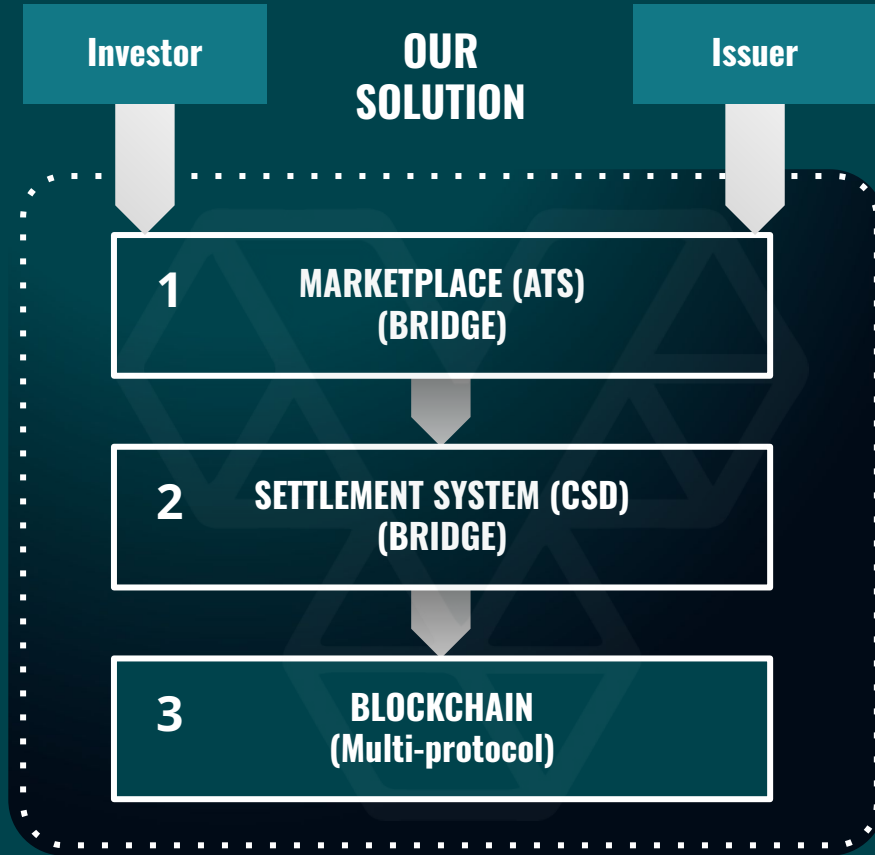 Investor
OUR
SOLUTION
Issuer
1
MARKETPLACE (ATS)
(BRIDGE)
2
SETTLEMENT SYSTEM (CSD)
(BRIDGE)
3
BLOCKCHAIN
(Multi-protocol)